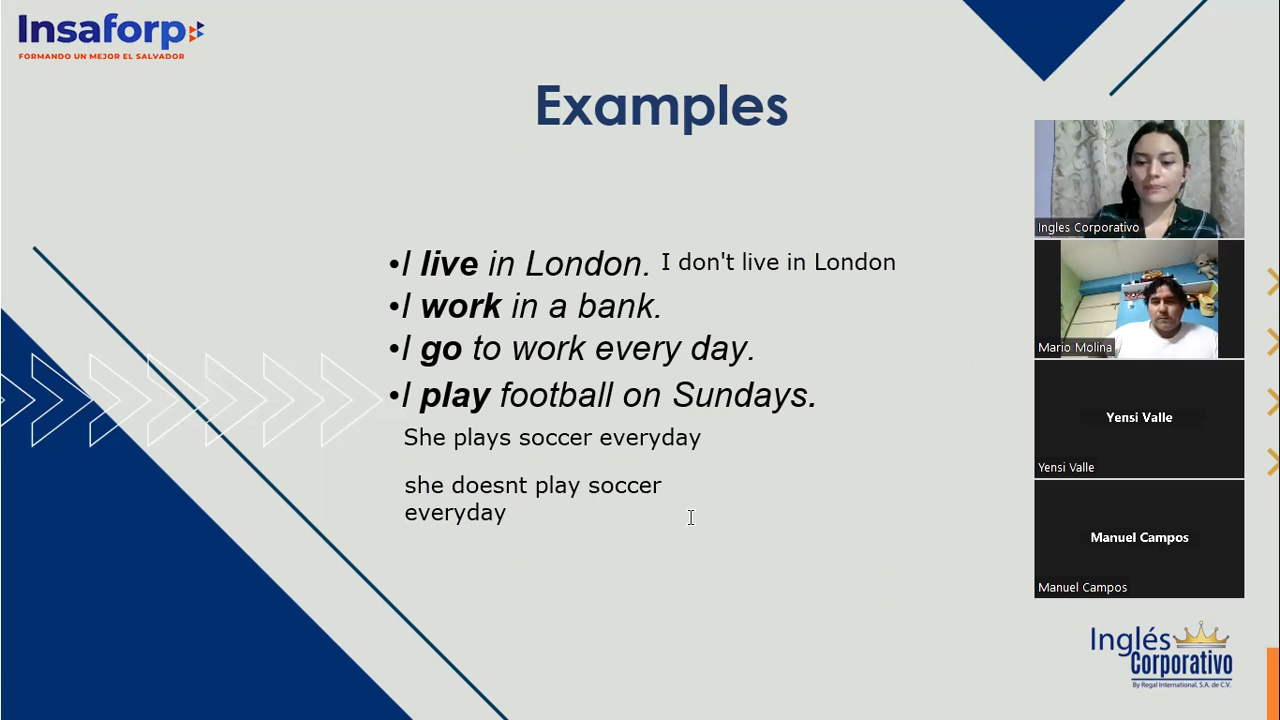 Insaforp
FORMANDO UN MEJOR EL SALVADOR
Examples
•I live in London. I don't live in London
•I work in a bank.
•I go to work every day.
•I play football on Sundays.
She plays soccer everyday
she doesnt play soccer
everyday
Ingles Corporativo
Mario Molina
Yensi Valle
Yensi Valle
Manuel Campos
Manuel Campos
Inglés
Corporativo
By Regal International, S.A. de C.V.